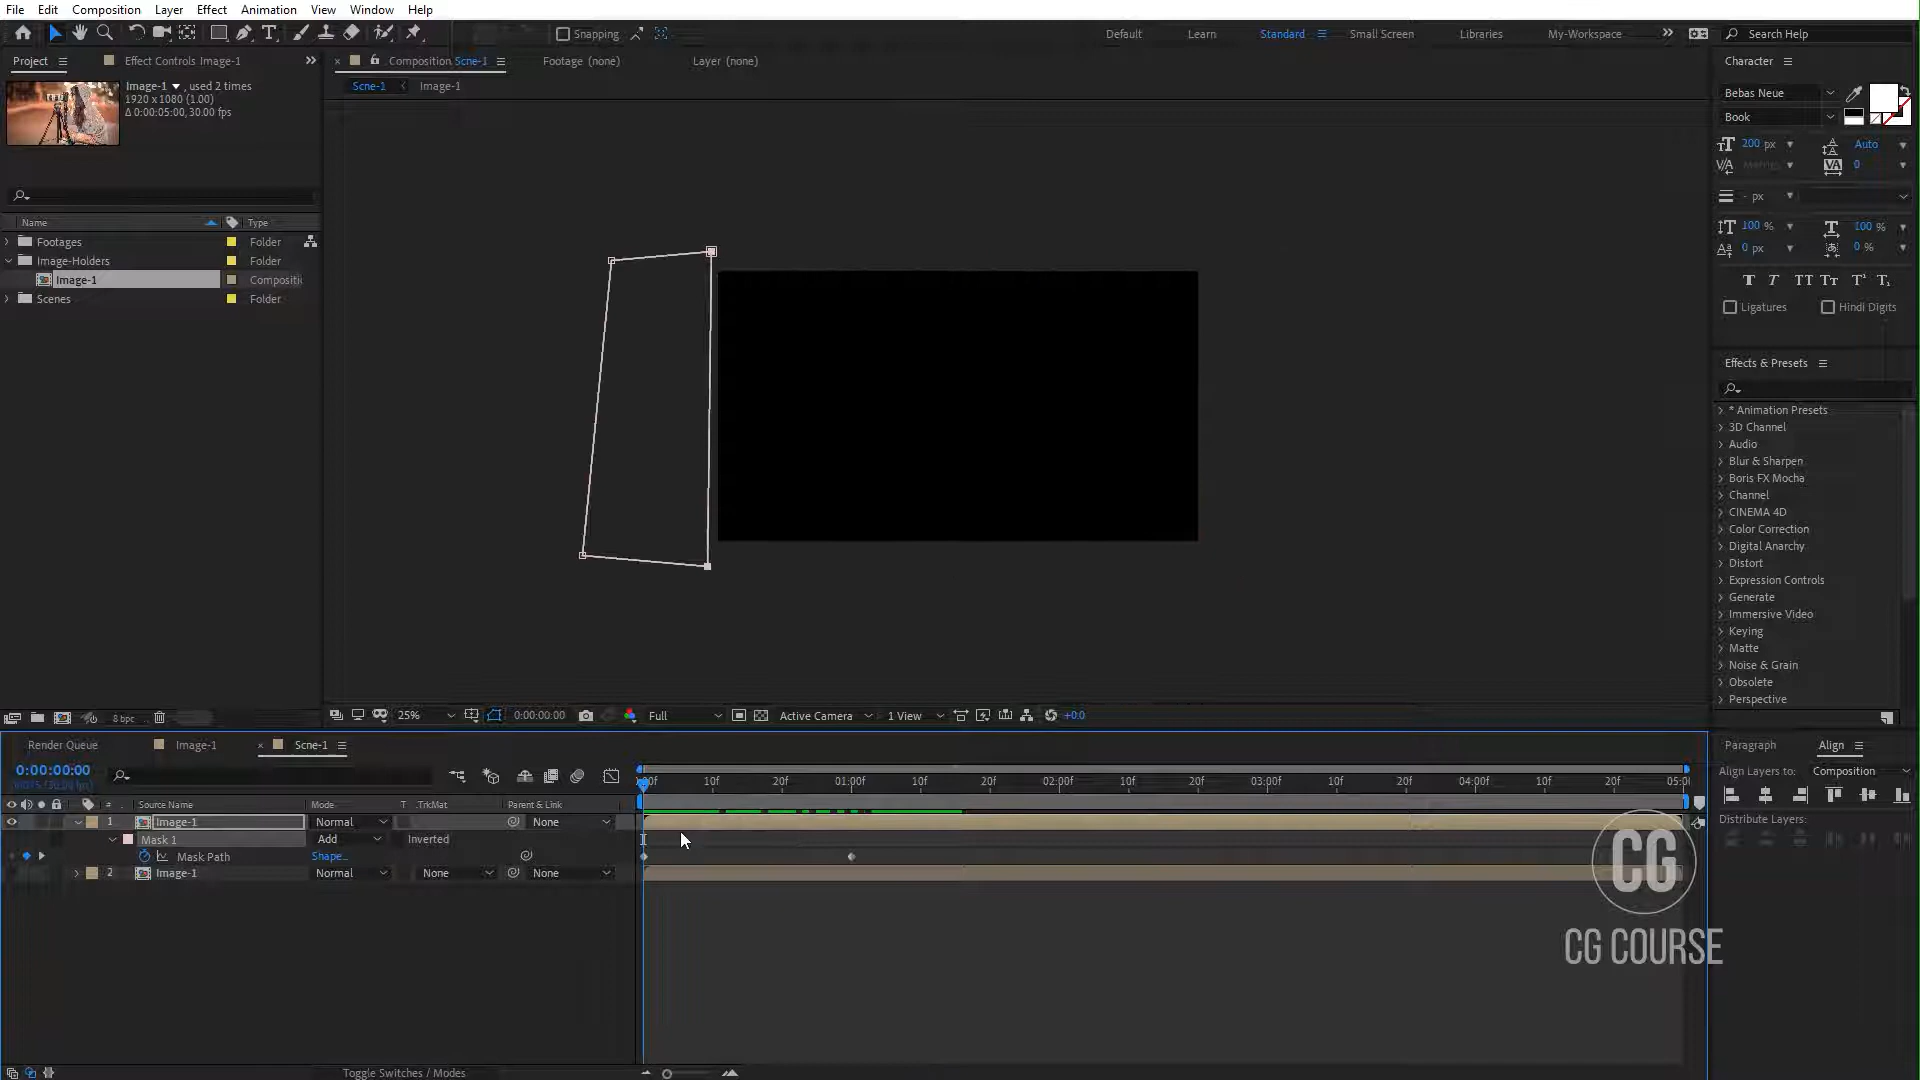 File Edit Composition Layer Effect Animation View Window Help
Snapping Default Learn Standard Small Screen Libraries My-Workspace Search Help
Project Effect Controls Image-1 Composition Scne-1 Footage (none) Layer (none) Character
Image-1 , used 2 times
1920 x 1080 (1.00)
Δ 0:00:05:00, 30.00 fps
Scne-1 Image-1
Bebas Neue
Book
200 px Auto
0
- px
100 % 100 %
0 px 0 %
Ligatures Hindi Digits
Name Type
Footages Folder
Image-Holders Folder
Image-1 Compositi
Scenes Folder
Effects & Presets
* Animation Presets
3D Channel
Audio
Blur & Sharpen
Boris FX Mocha
Channel
CINEMA 4D
Color Correction
Digital Anarchy
Distort
Expression Controls
Generate
Immersive Video
Keying
Matte
Noise & Grain
Obsolete
Perspective
8 bpc 25% 0:00:00:00 Full Active Camera 1 View +0.0
Render Queue Image-1 Scne-1 Paragraph Align
0:00:00:00
10f 20f 01:00f 10f 20f 02:00f 10f 20f 03:00f 10f 20f 04:00f 10f 20f
Align Layers to: Composition
Distribute Layers:
# Source Name Mode T .TrkMat Parent & Link
1 Image-1 Normal None
Mask 1 Add Inverted
Mask Path Shape...
2 Image-1 Normal None None
CG
CG COURSE
Toggle Switches / Modes